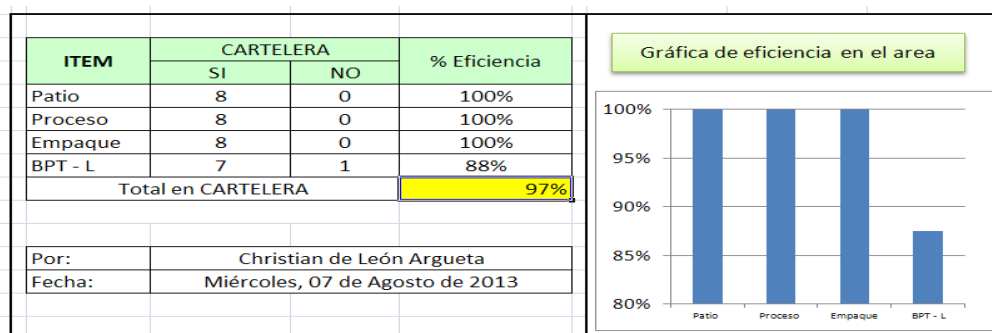 ITEM CARTELERA % Eficiencia
SI NO
Patio 8 0 100%
Proceso 8 0 100%
Empaque 8 0 100%
BPT - L 7 1 88%
Total en CARTELERA 97%
Por: Christian de León Argueta
Fecha: Miércoles, 07 de Agosto de 2013
Gráfica de eficiencia en el area
100%
95%
90%
85%
80%
Patio Proceso Empaque BPT - L